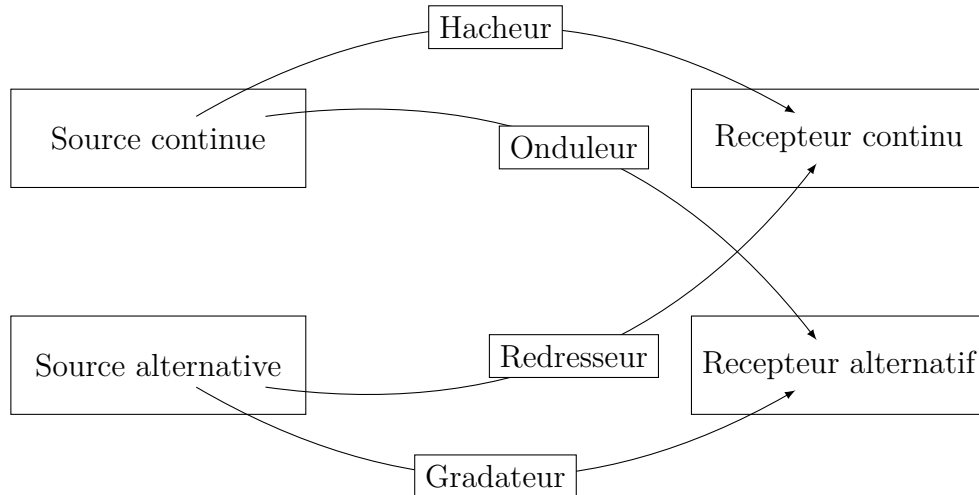 Hacheur
Source continue
Onduleur
Recepteur continu
Source alternative
Redresseur
Recepteur alternatif
Gradateur